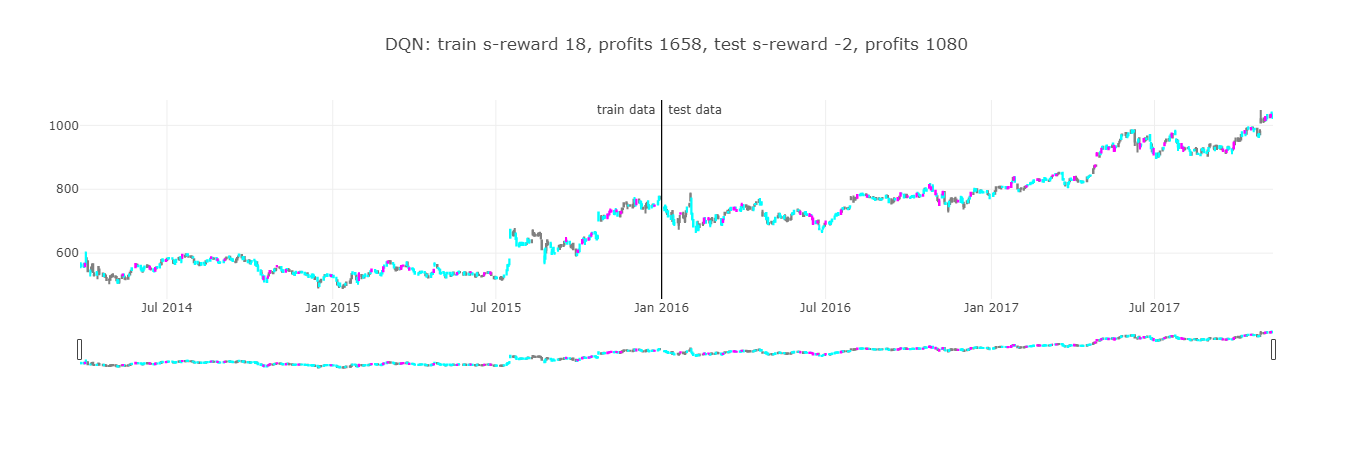 DQN: train s-reward 18, profits 1658, test s-reward -2, profits 1080
train data
test data
1000
800
600
Jul 2014
Jan 2015
Jul 2015
Jan 2016
Jul 2016
Jan 2017
Jul 2017